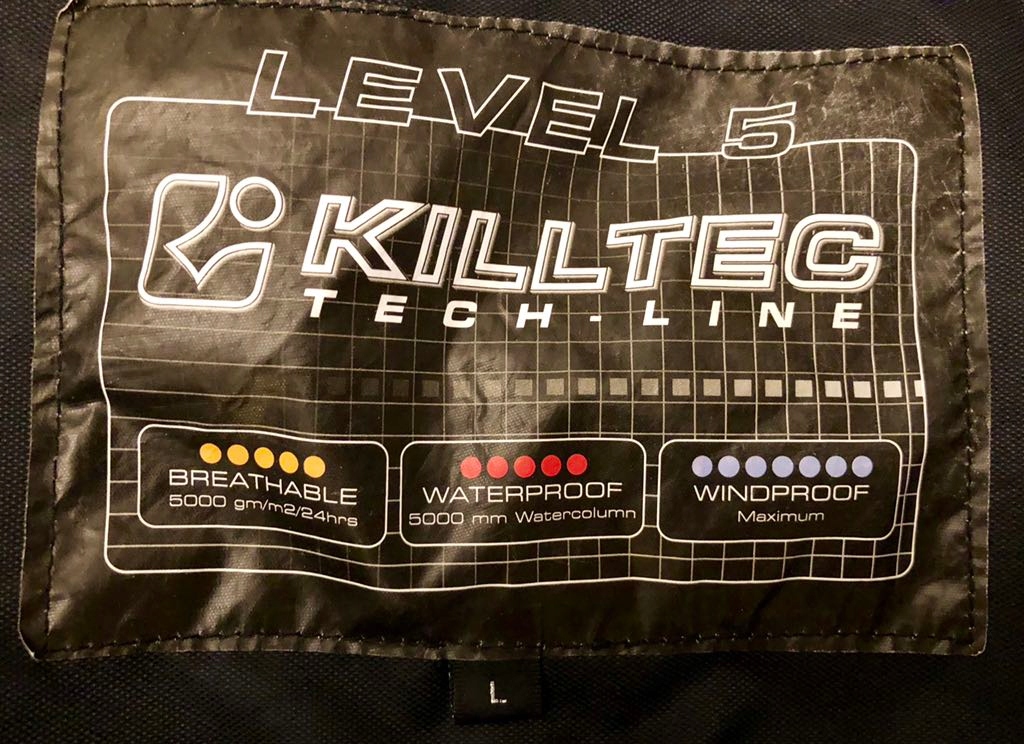 LEVEL 5
KILLTEC
TECH-LINE
BREATHABLE
5000 gm/m2/24hrs
WATERPROOF
5000 mm Watercolumn
WINDPROOF
Maximum
L